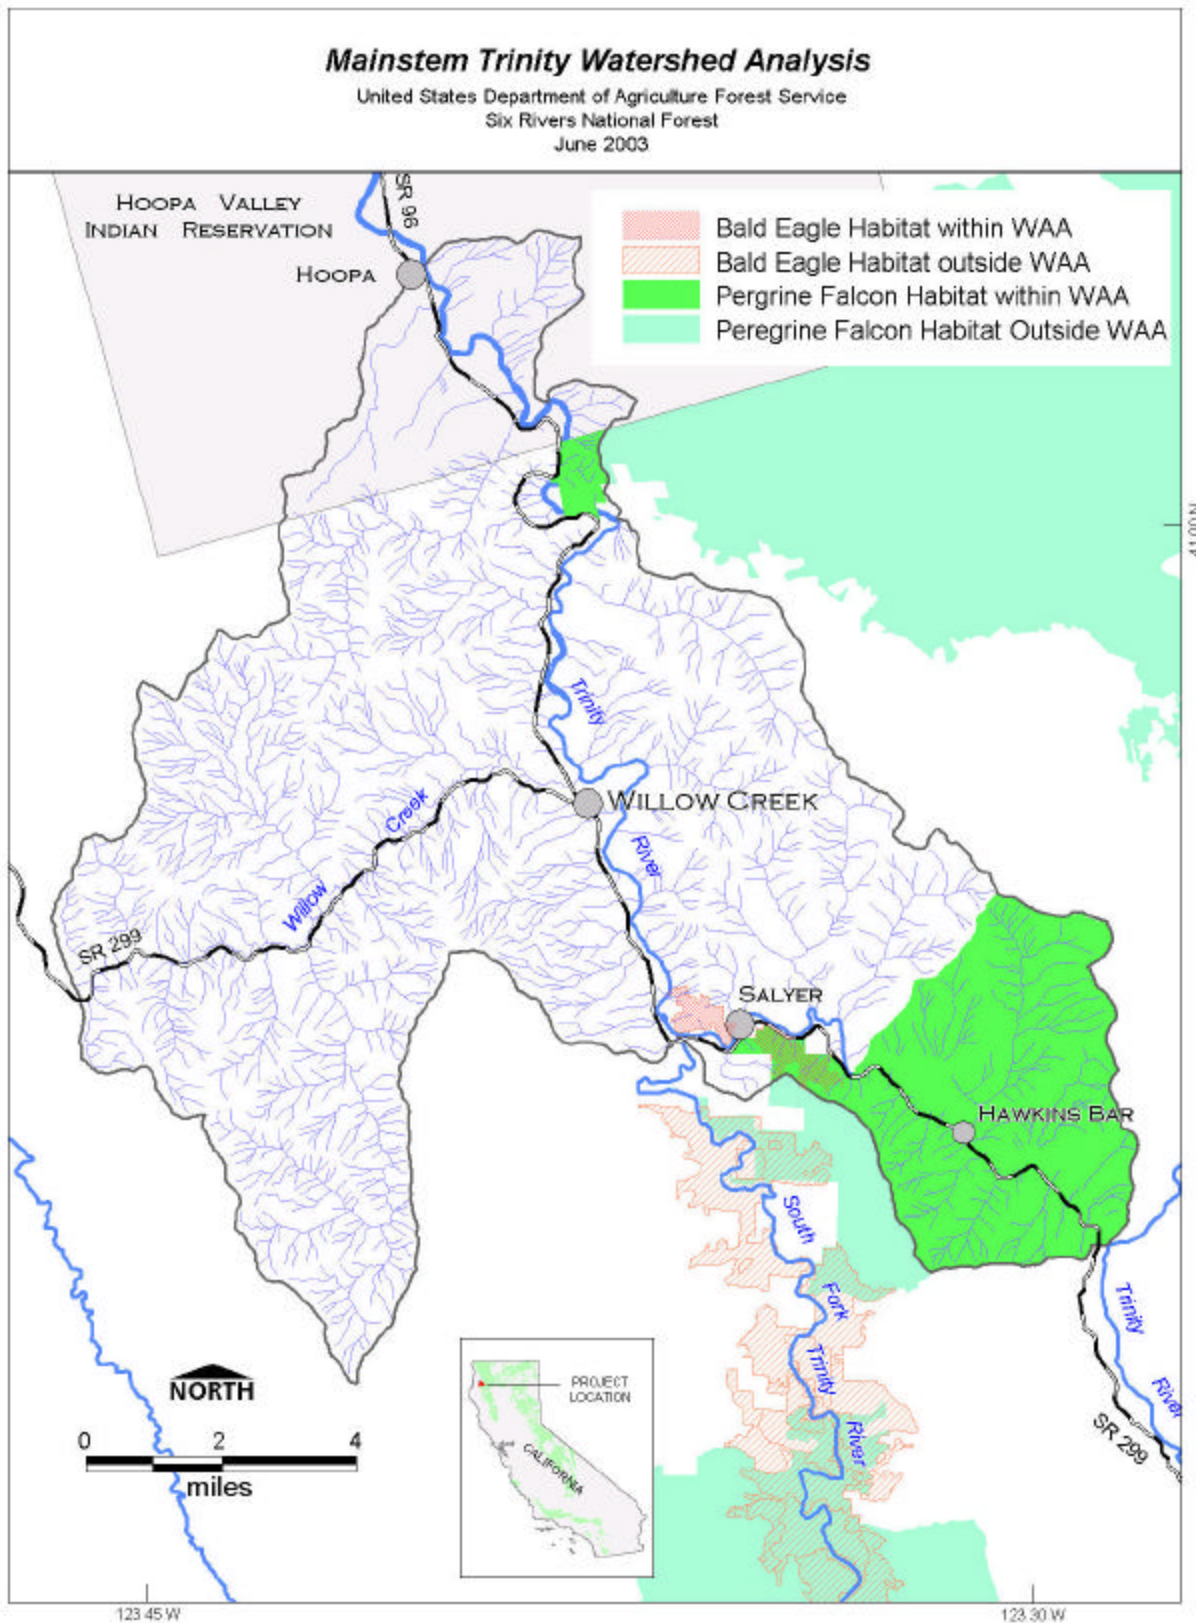 Mainstem Trinity Watershed Analysis
United States Department of Agriculture Forest Service
Six Rivers National Forest
June 2003
HOOPA VALLEY
INDIAN RESERVATION
SR 96
HOOPA
Bald Eagle Habitat within WAA
Bald Eagle Habitat outside WAA
Pergrine Falcon Habitat within WAA
Peregrine Falcon Habitat Outside WAA
41 00 N
Trinity
WILLOW CREEK
Creek
River
Willow
SR 299
SALYER
HAWKINS BAR
South
Fork
Trinity
River
Trinity
River
SR 299
NORTH
0 2 4
miles
PROJECT
LOCATION
CALIFORNIA
123 45 W
123 30 W